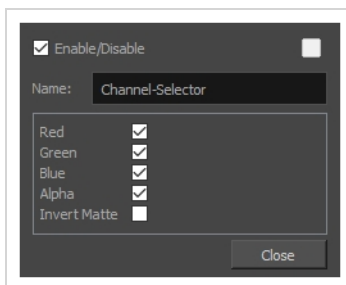 Enable/Disable
Name: Channel-Selector
Red
Green
Blue
Alpha
Invert Matte
Close